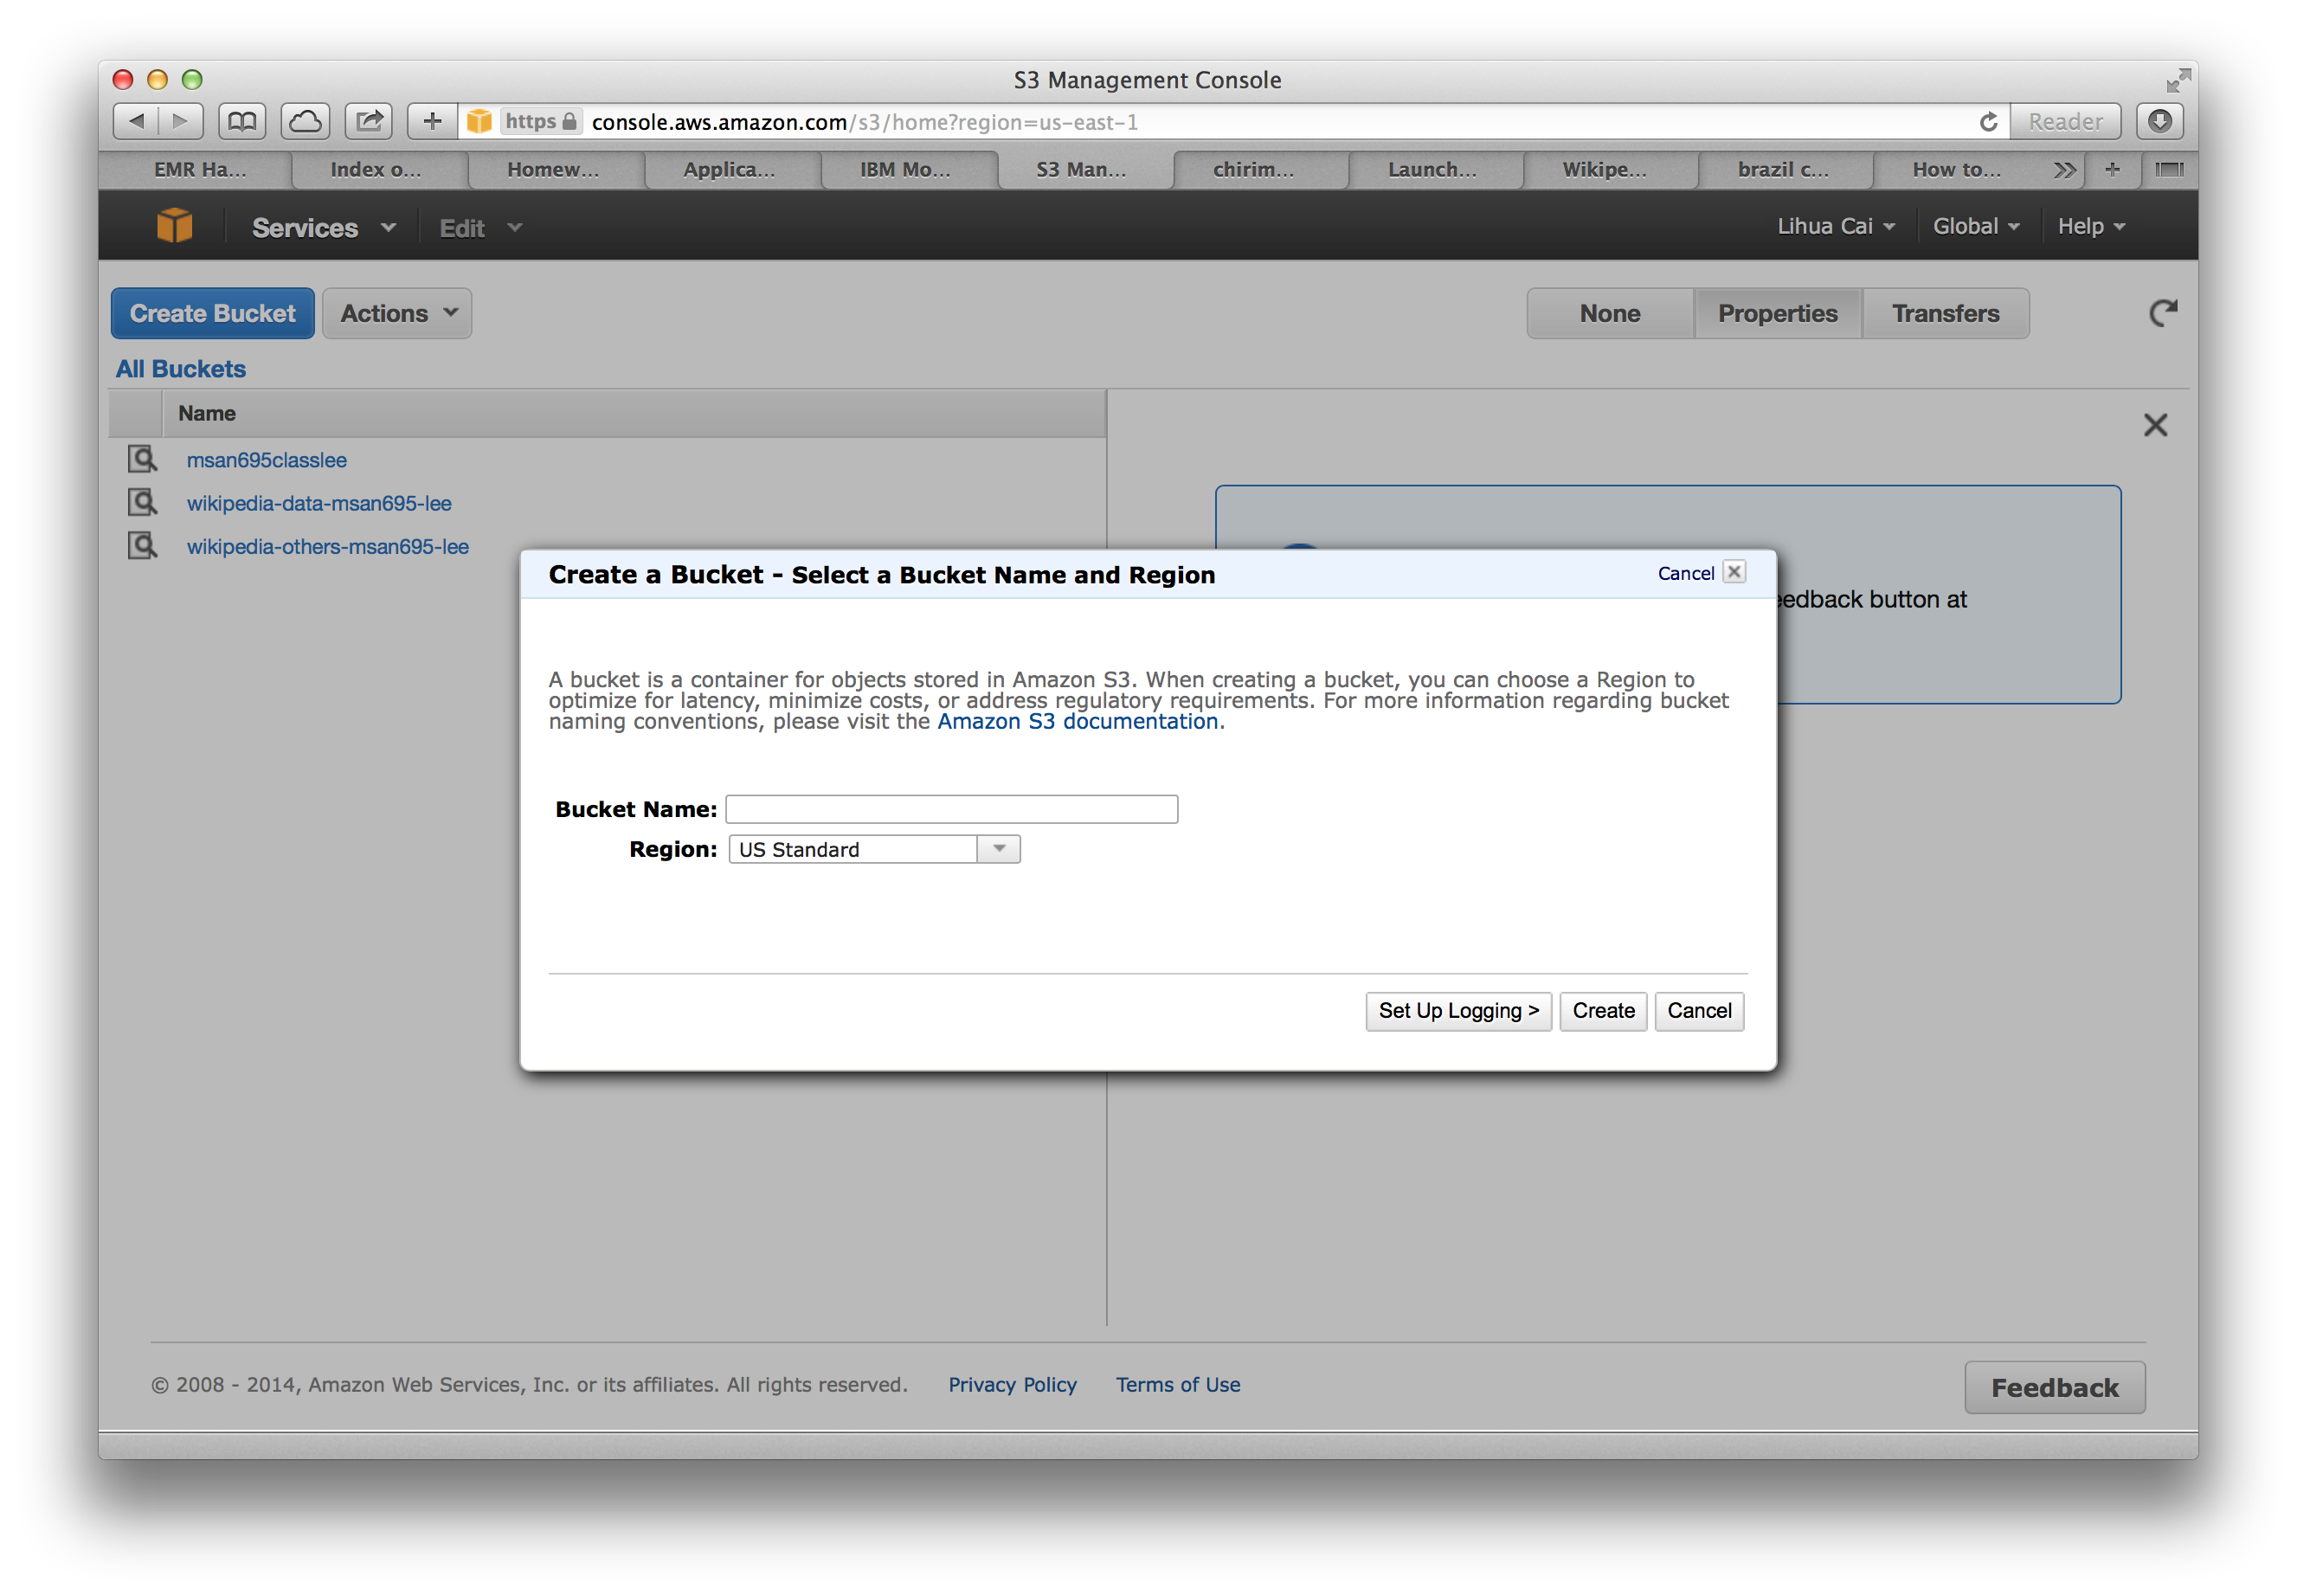 S3 Management Console
https console.aws.amazon.com/s3/home?region=us-east-1 Reader
EMR Ha... Index o... Homew... Applica... IBM Mo... S3 Man... chirim... Launch... Wikipe... brazil c... How to...
Services Edit Lihua Cai Global Help
Create Bucket Actions None Properties Transfers
All Buckets
Name
msan695classlee
wikipedia-data-msan695-lee
wikipedia-others-msan695-lee
Create a Bucket - Select a Bucket Name and Region Cancel
eedback button at
A bucket is a container for objects stored in Amazon S3. When creating a bucket, you can choose a Region to
optimize for latency, minimize costs, or address regulatory requirements. For more information regarding bucket
naming conventions, please visit the Amazon S3 documentation.
Bucket Name:
Region: US Standard
Set Up Logging > Create Cancel
© 2008 - 2014, Amazon Web Services, Inc. or its affiliates. All rights reserved. Privacy Policy Terms of Use
Feedback